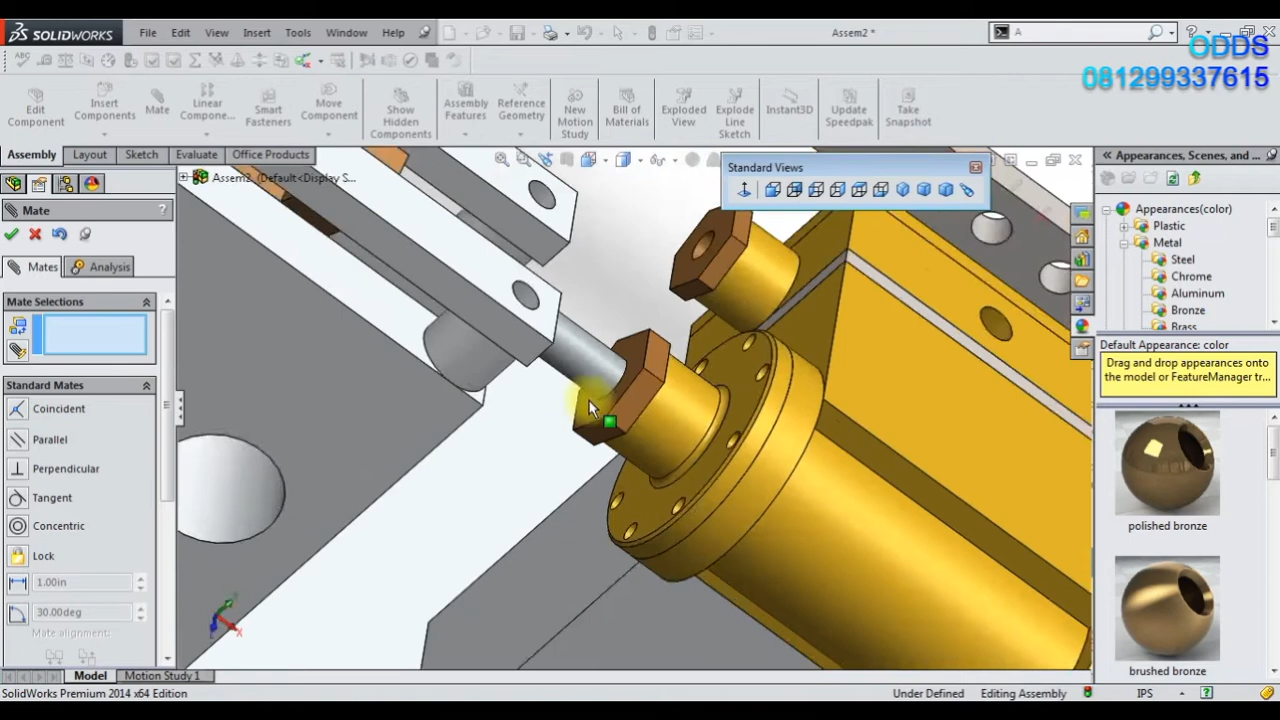 SOLIDWORKS File Edit View Insert Tools Window Help Assem2 * A
ODDS
081299337615
Edit Component
Insert Components
Mate
Linear Compone...
Smart Fasteners
Move Component
Show Hidden Components
Assembly Features
Reference Geometry
New Motion Study
Bill of Materials
Exploded View
Explode Line Sketch
Instant3D
Update Speedpak
Take Snapshot
Assembly Layout Sketch Evaluate Office Products
Standard Views
Appearances, Scenes, and ...
Assem2 (Default<Display S...
Mate ?
Mates Analysis
Mate Selections
Standard Mates
Coincident
Parallel
Perpendicular
Tangent
Concentric
Lock
1.00in
30.00deg
Mate alignment:
Appearances(color)
Plastic
Metal
Steel
Chrome
Aluminum
Bronze
Brass
Default Appearance: color
Drag and drop appearances onto
the model or FeatureManager tr...
polished bronze
brushed bronze
Model Motion Study 1
SolidWorks Premium 2014 x64 Edition Under Defined Editing Assembly IPS